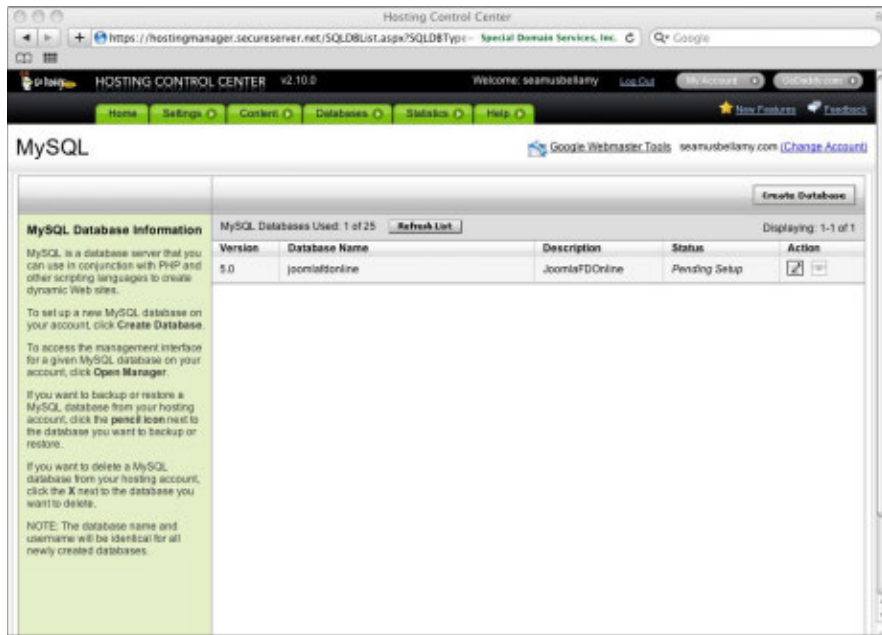 Hosting Control Center
https://hostingmanager.secureserver.net/SQLDBList.aspx?SQLDBType= Special Domain Services, Inc. Google
Go Daddy HOSTING CONTROL CENTER v2.10.0 Welcome: seamusbellamy Log Out My Account GoDaddy.com
Home Settings Content Databases Statistics Help New Features Feedback
MySQL Google Webmaster Tools seamusbellamy.com (Change Account)
Create Database
MySQL Database Information
MySQL is a database server that you
can use in conjunction with PHP and
other scripting languages to create
dynamic Web sites.
To set up a new MySQL database on
your account, click Create Database.
To access the management interface
for a given MySQL database on your
account, click Open Manager.
If you want to backup or restore a
MySQL database from your hosting
account, click the pencil icon next to
the database you want to backup or
restore.
If you want to delete a MySQL
database from your hosting account,
click the X next to the database you
want to delete.
NOTE: The database name and
username will be identical for all
newly created databases.
MySQL Databases Used: 1 of 25 Refresh List Displaying: 1-1 of 1
Version Database Name Description Status Action
5.0 joomlafdonline JoomlaFDOnline Pending Setup